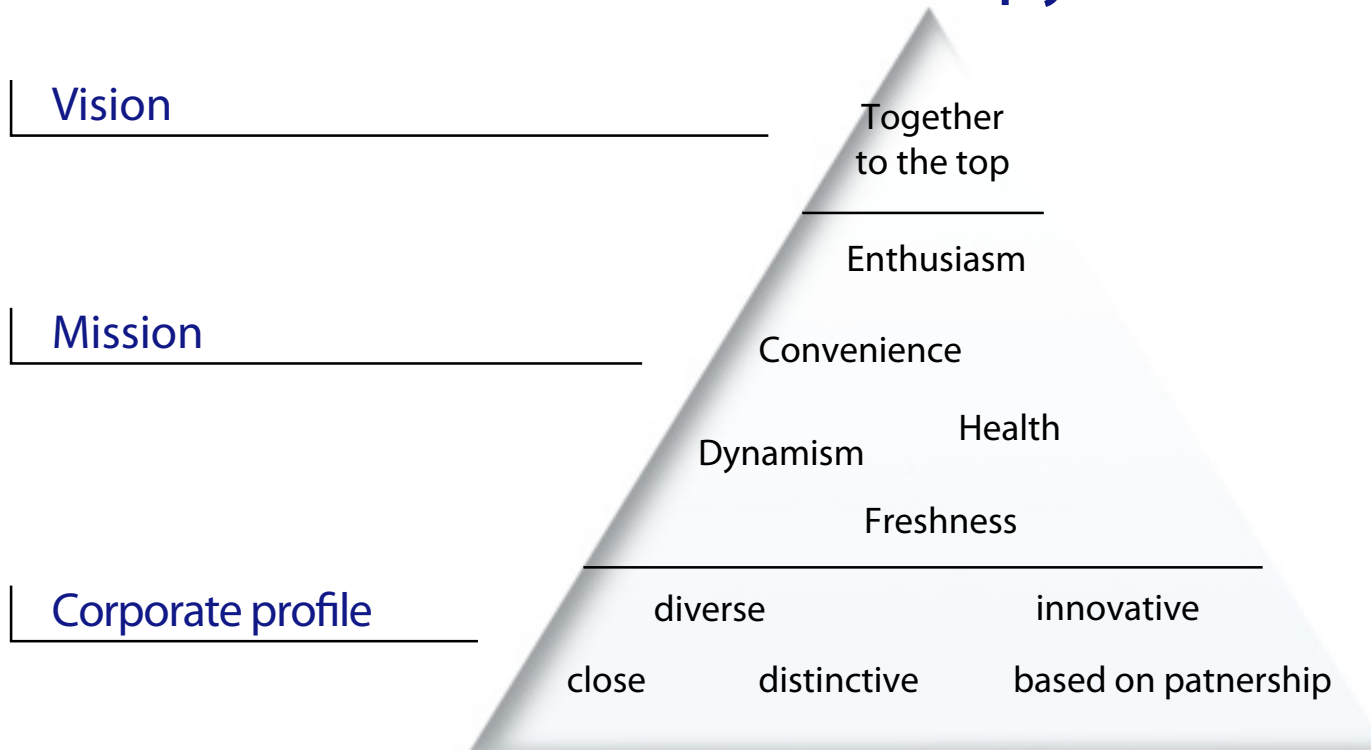 Vision
Together
to the top
Enthusiasm
Mission
Convenience
Health
Dynamism
Freshness
Corporate profile
diverse innovative
close distinctive based on patnership